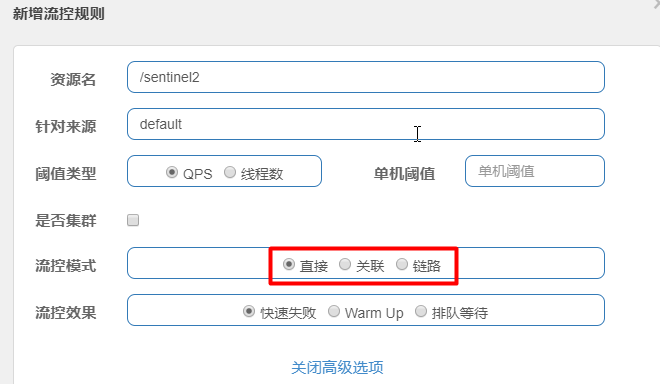 新增流控规则
资源名 /sentinel2
针对来源 default
阈值类型 QPS 线程数 单机阈值 单机阈值
是否集群
流控模式 直接 关联 链路
流控效果 快速失败 Warm Up 排队等待
关闭高级选项